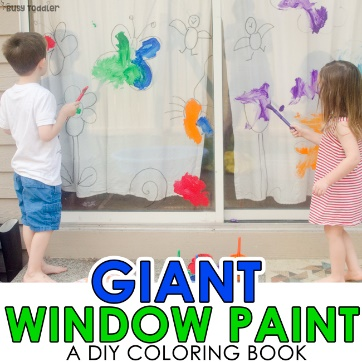 BUSY TODDLER
GIANT
WINDOW PAINT
A DIY COLORING BOOK